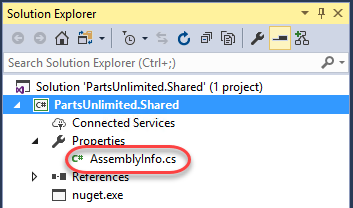 Solution Explorer
Search Solution Explorer (Ctrl+;)
Solution 'PartsUnlimited.Shared' (1 project)
C# PartsUnlimited.Shared
Connected Services
Properties
C# AssemblyInfo.cs
References
nuget.exe